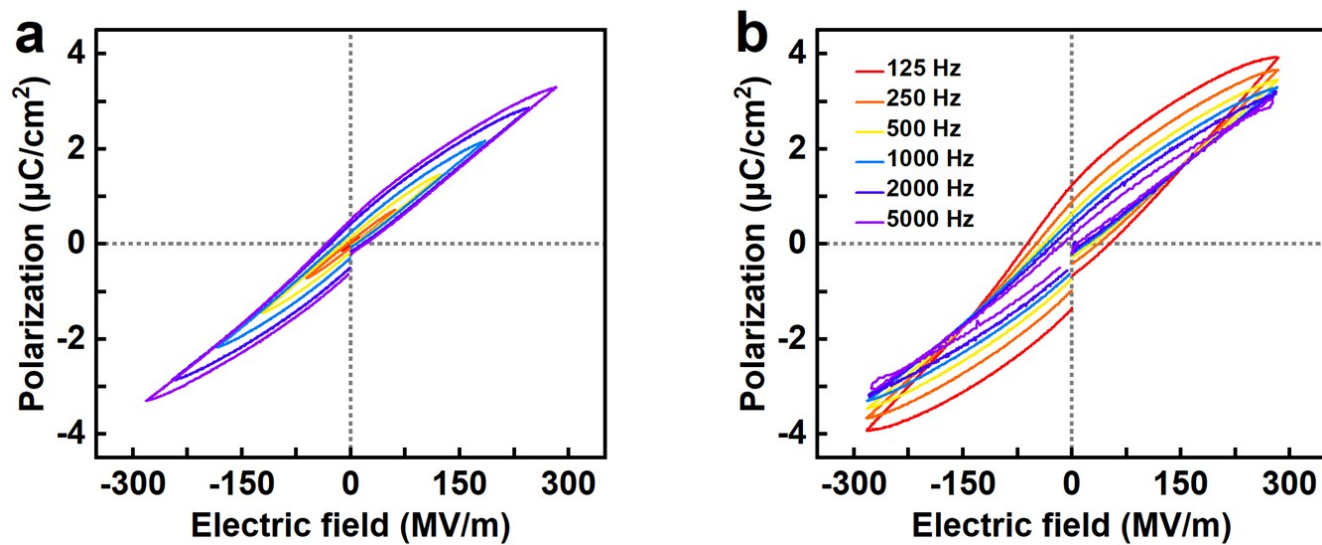 a
Polarization (μC/cm²)
4
2
0
-2
-4
-300 -150 0 150 300
Electric field (MV/m)
b
Polarization (μC/cm²)
4
2
0
-2
-4
125 Hz
250 Hz
500 Hz
1000 Hz
2000 Hz
5000 Hz
-300 -150 0 150 300
Electric field (MV/m)